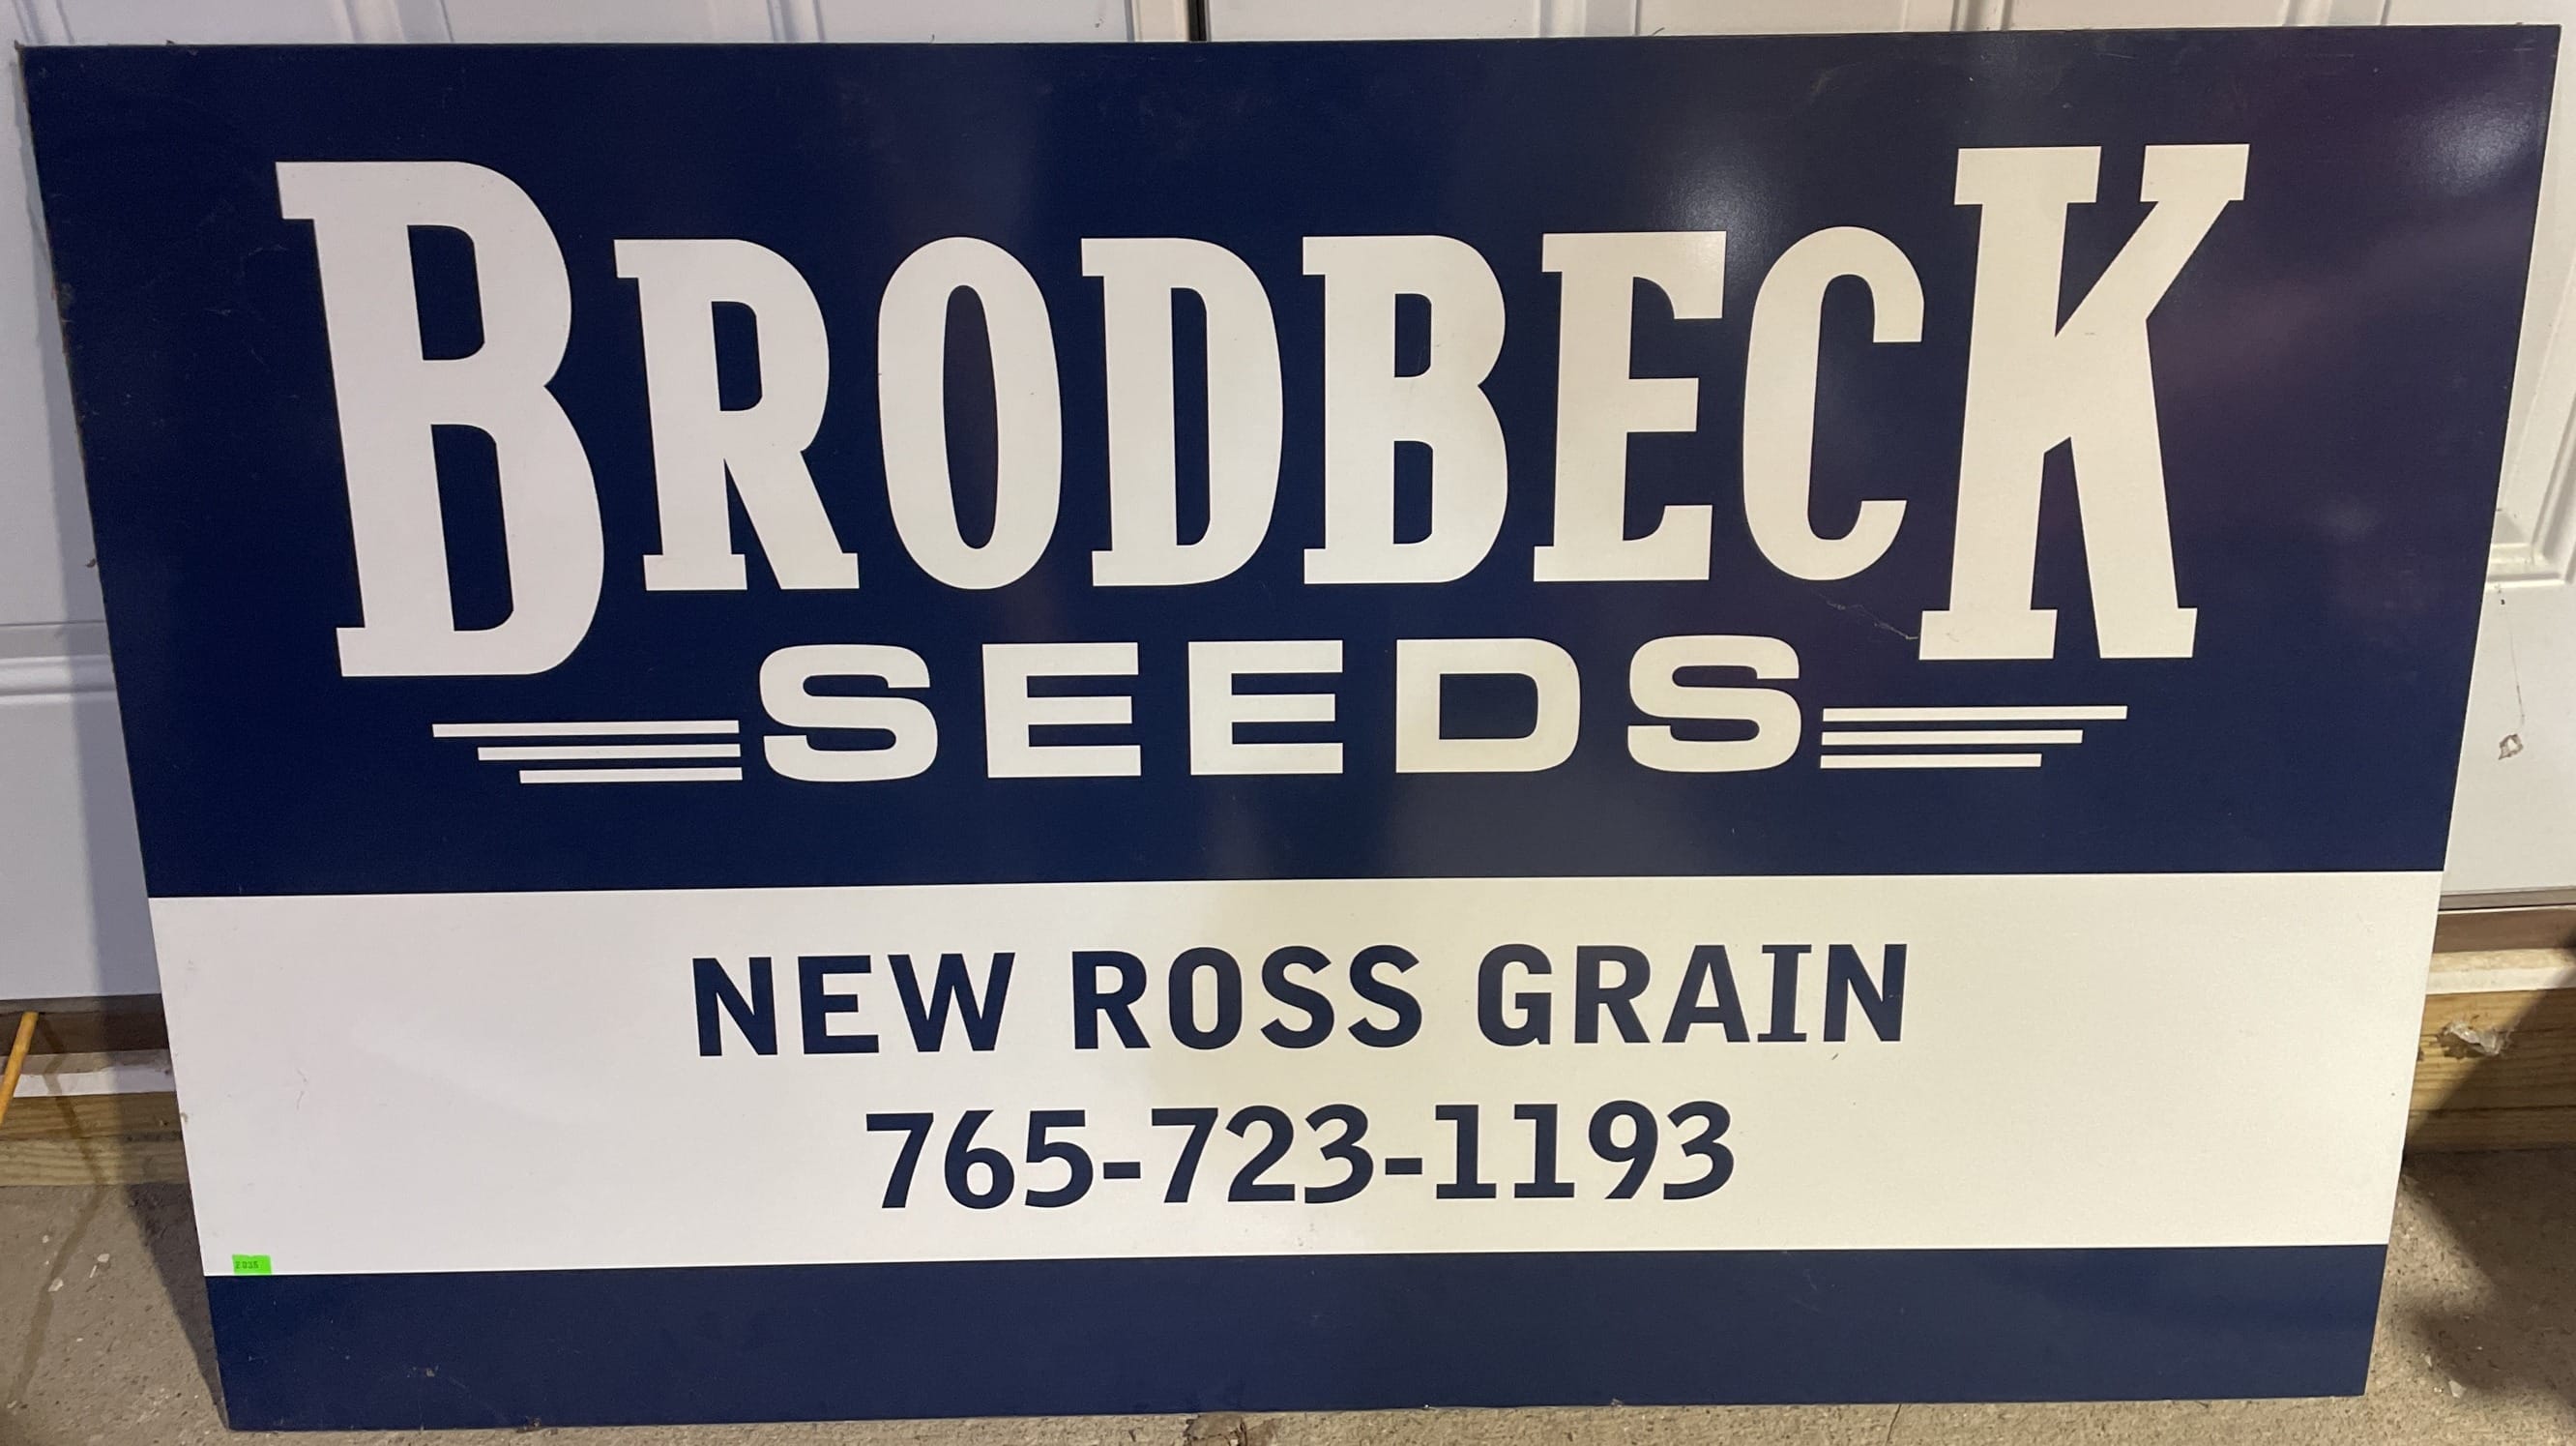 BRODBECK
SEEDS
NEW ROSS GRAIN
765-723-1193